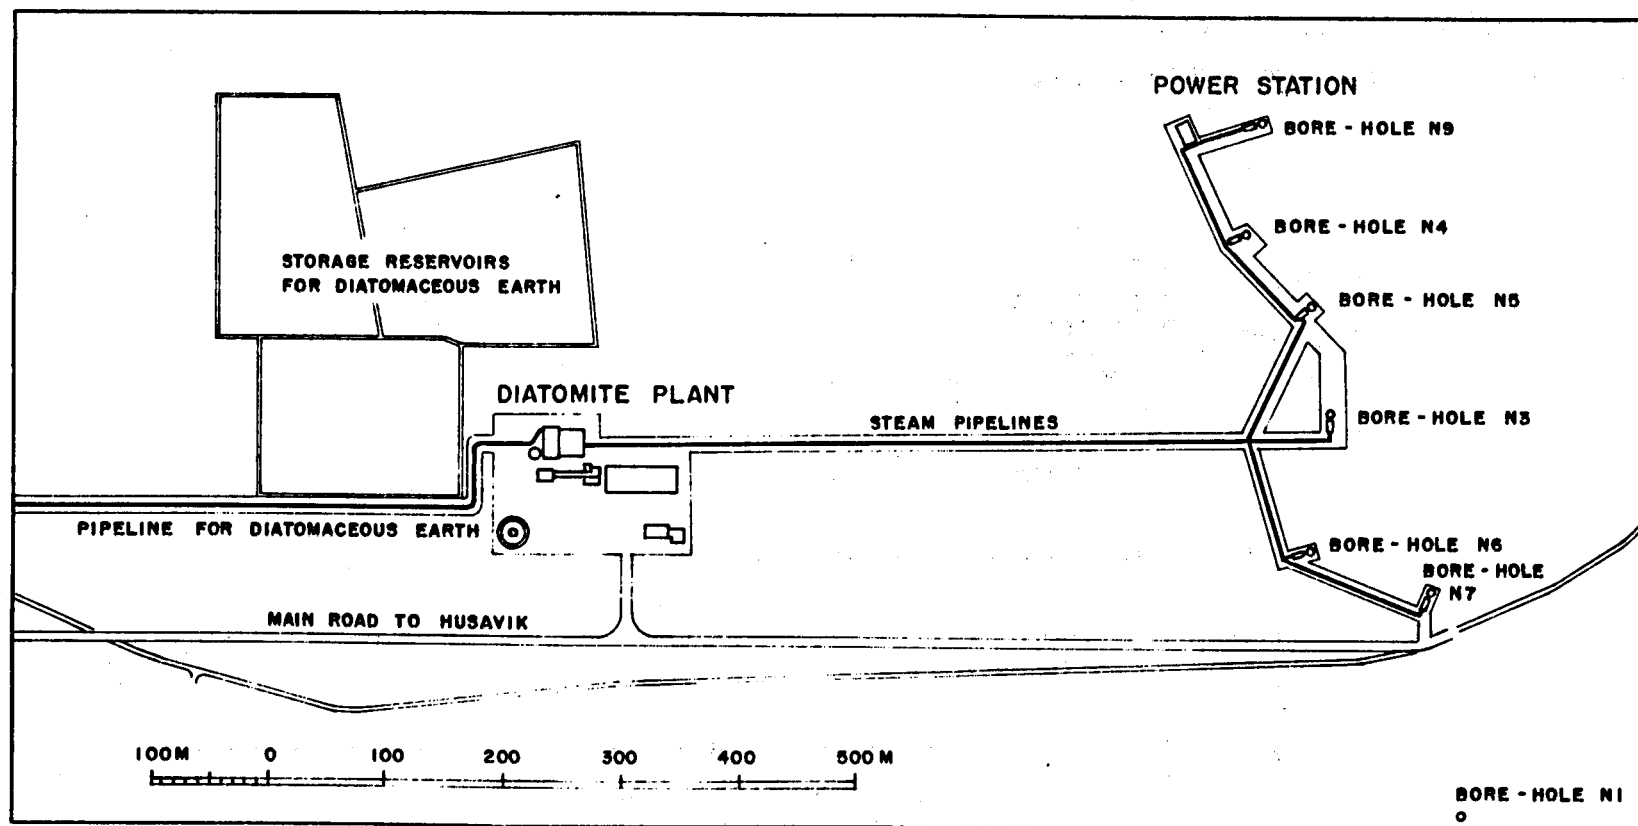 POWER STATION
BORE - HOLE N9
BORE - HOLE N4
STORAGE RESERVOIRS
FOR DIATOMACEOUS EARTH
BORE - HOLE N5
DIATOMITE PLANT
STEAM PIPELINES
BORE - HOLE N3
PIPELINE FOR DIATOMACEOUS EARTH
BORE - HOLE N6
BORE - HOLE
N7
MAIN ROAD TO HUSAVIK
100M 0 100 200 300 400 500M
BORE - HOLE N1